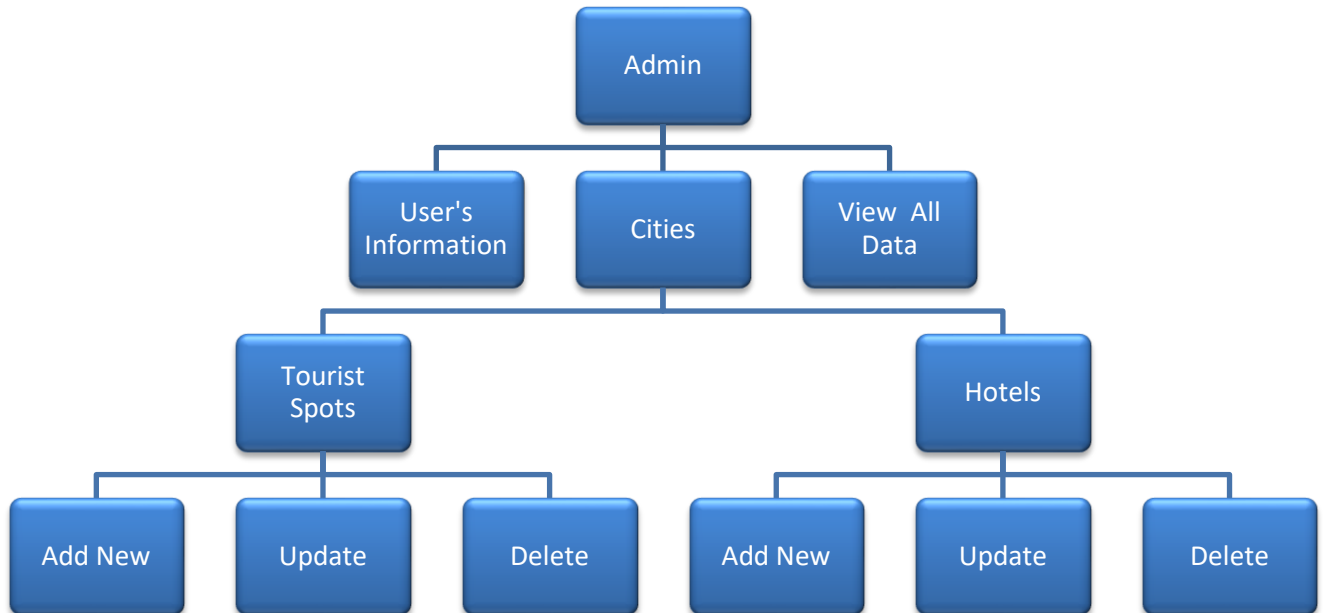 Admin
User's
Information
Cities
View  All
Data
Tourist
Spots
Hotels
Add New
Update
Delete
Add New
Update
Delete